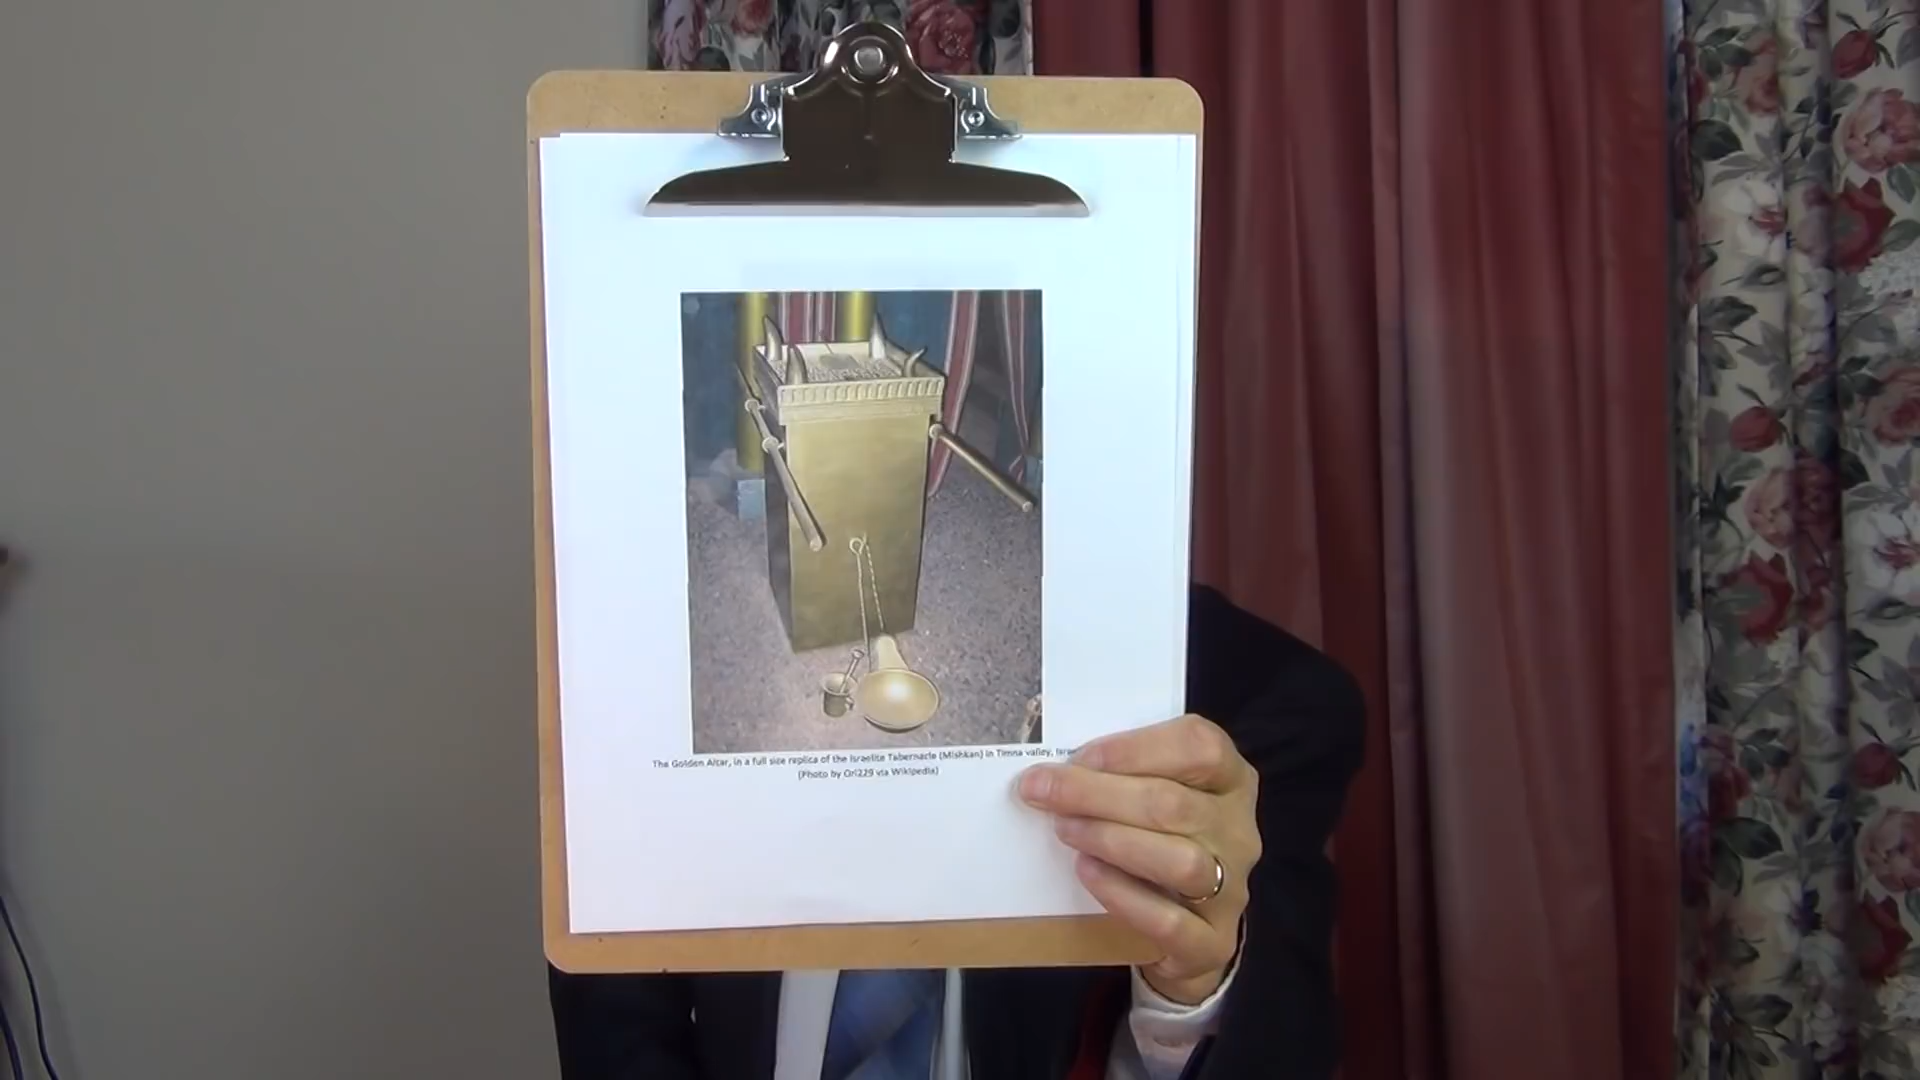 The Golden Altar, in a full size replica of the Israelite Tabernacle (Mishkan) in Timna valley,
(Photo by Ori229 via Wikipedia)